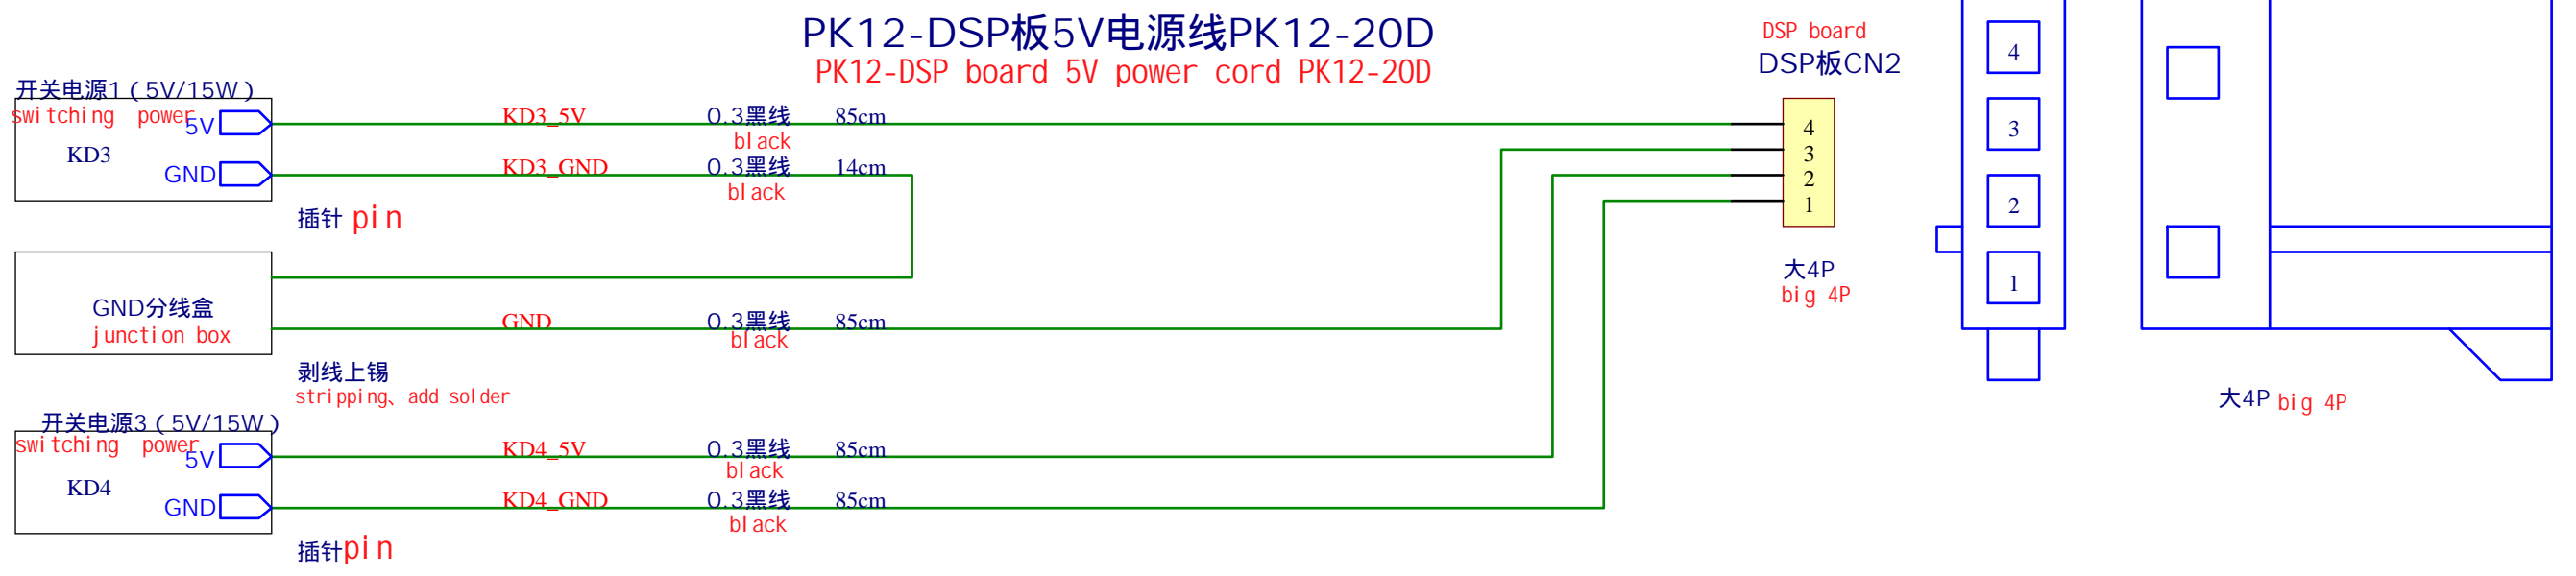 PK12-DSP板5V电源线PK12-20D
PK12-DSP board 5V power cord PK12-20D
DSP board
DSP板CN2
开关电源1（5V/15W）
switching power
5V
KD3
GND
KD3_5V
0.3黑线
85cm
black
KD3_GND
0.3黑线
14cm
black
插针 pin
GND分线盒
junction box
GND
0.3黑线
85cm
black
剥线上锡
stripping、add solder
开关电源3（5V/15W）
switching power
5V
KD4
GND
KD4_5V
0.3黑线
85cm
black
KD4_GND
0.3黑线
85cm
black
插针pin
4
3
2
1
大4P
big 4P
4
3
2
1
大4P big 4P